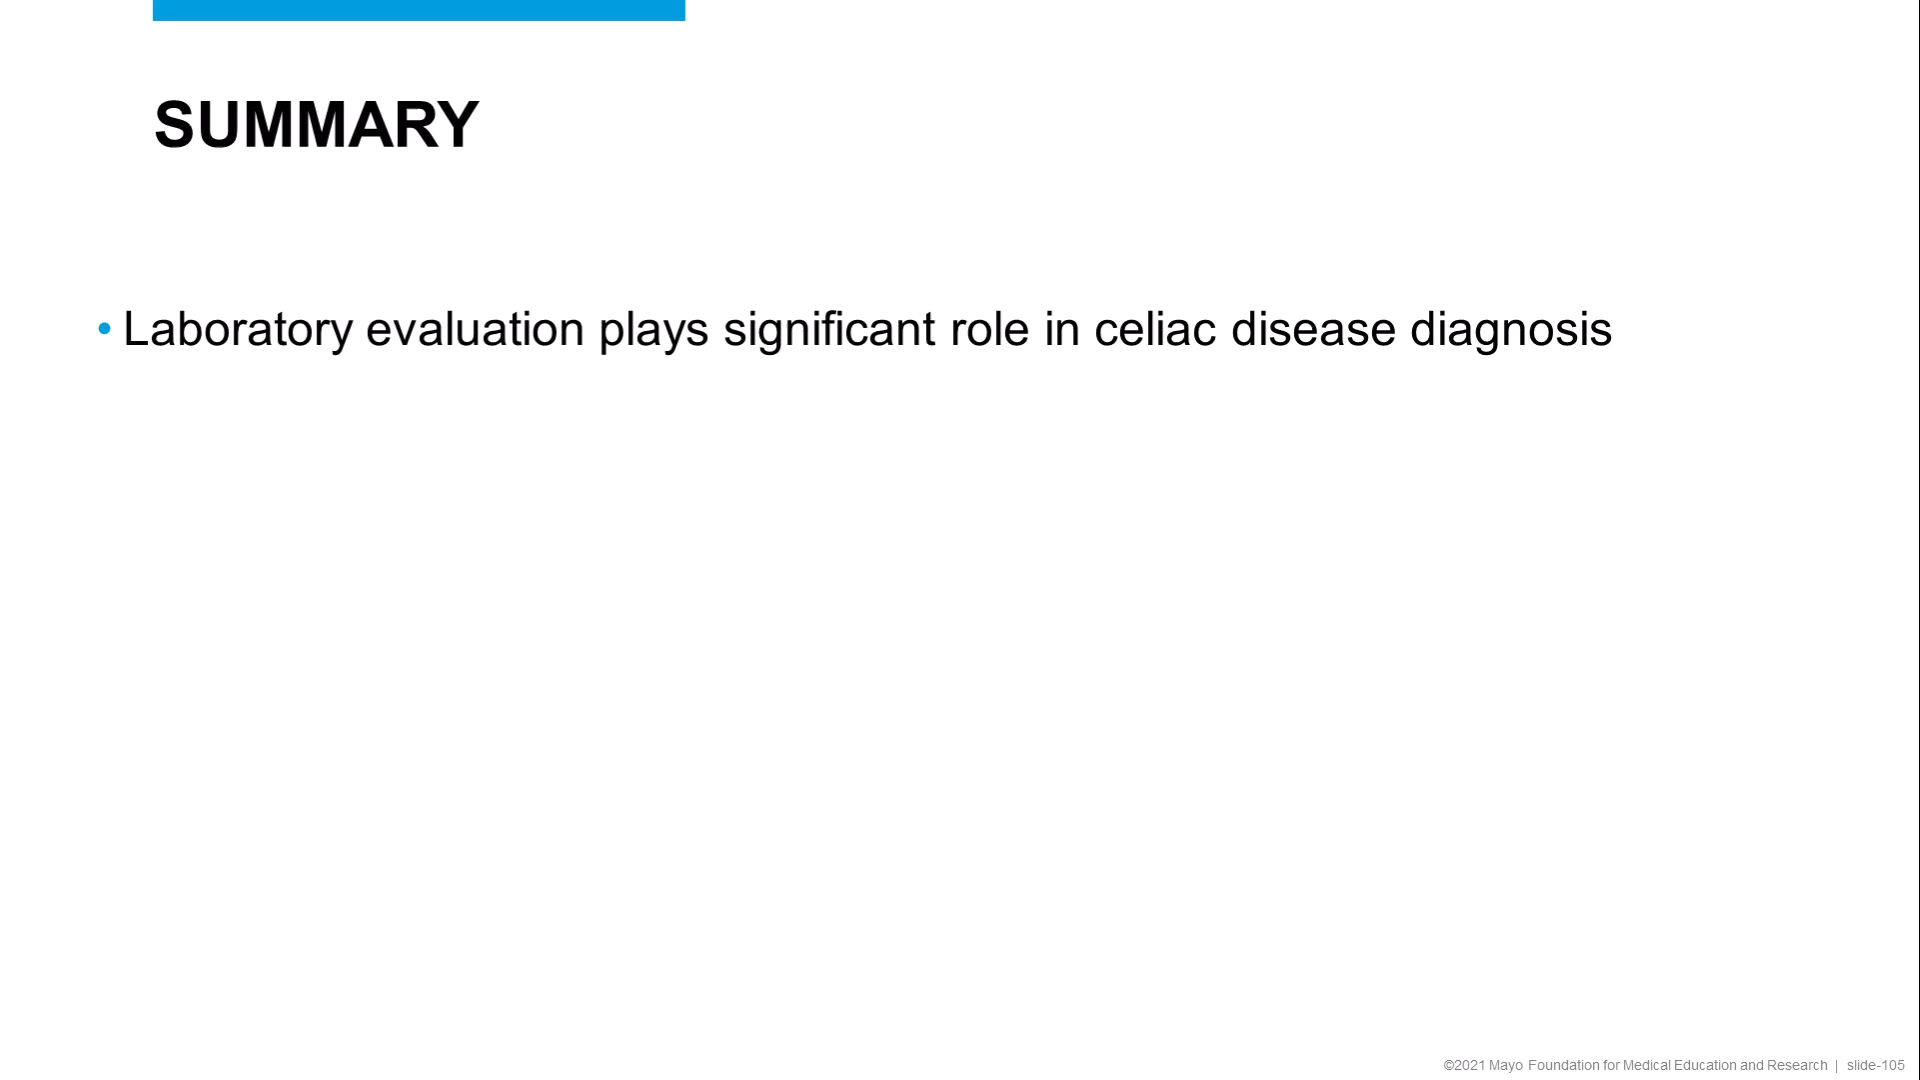 SUMMARY
• Laboratory evaluation plays significant role in celiac disease diagnosis
©2021 Mayo Foundation for Medical Education and Research | slide-105